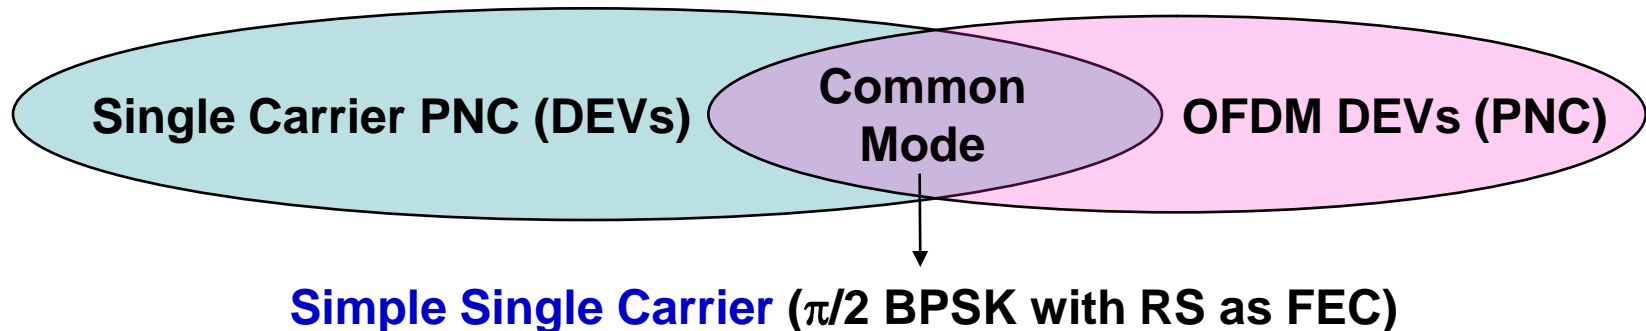 Single Carrier PNC (DEVs)
Common
Mode
OFDM DEVs (PNC)
Simple Single Carrier (π/2 BPSK with RS as FEC)